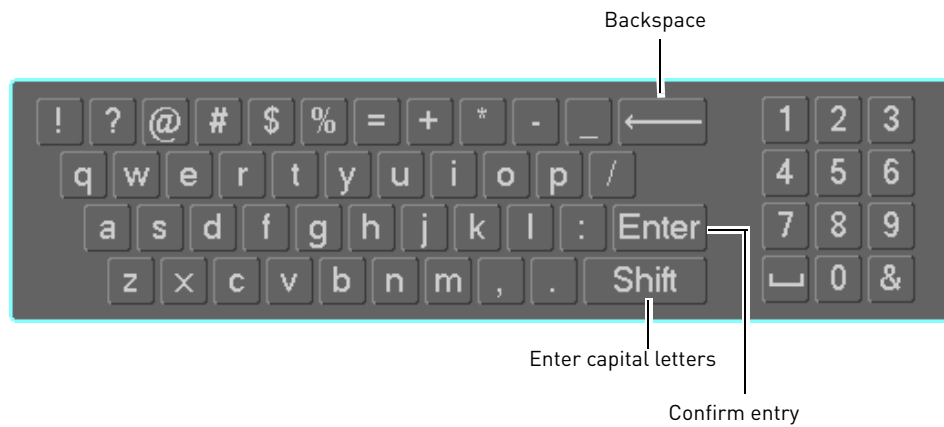 Backspace
! ? @ # $ % = + * - _ ← 1 2 3
q w e r t y u i o p / 4 5 6
a s d f g h j k l : Enter 7 8 9
z x c v b n m , . Shift ⎵ 0 &
Enter capital letters
Confirm entry